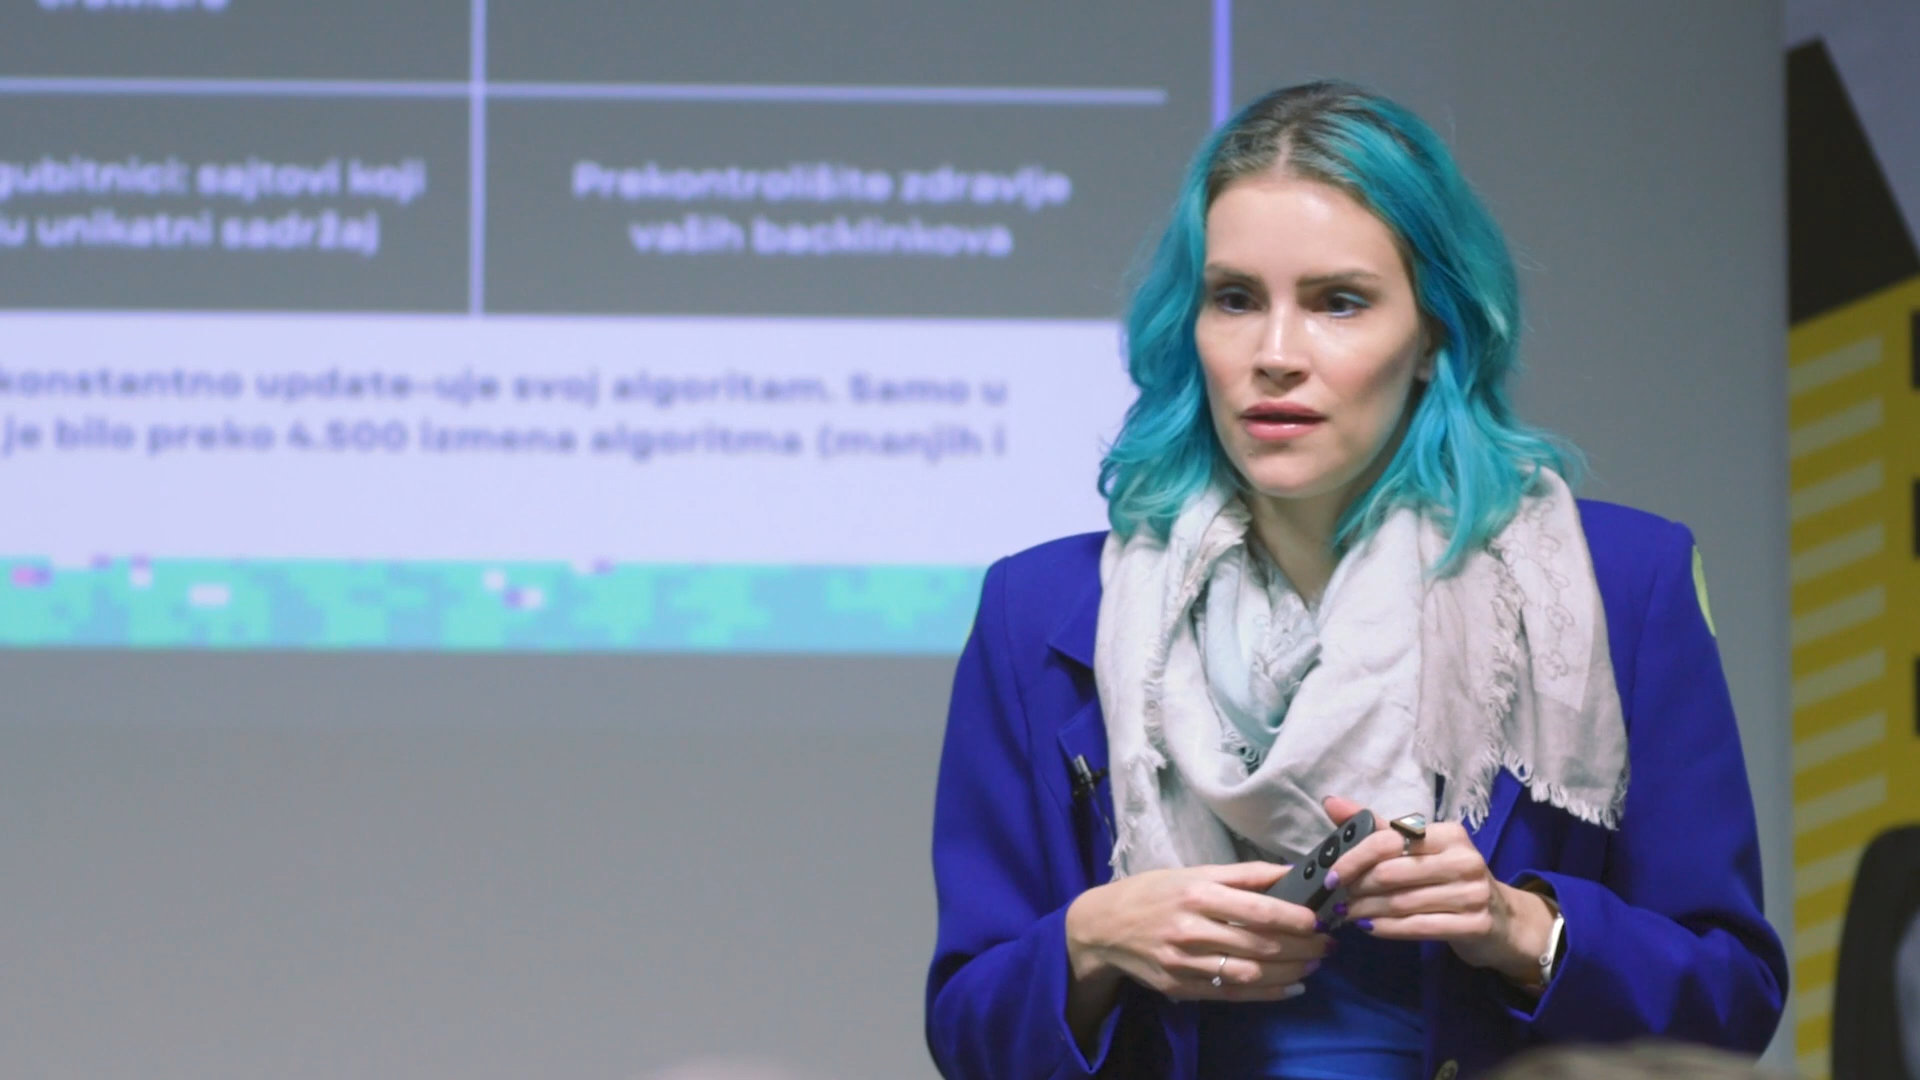 gubitnici: sajtovi koji
u unikatni sadržaj
Prekontrolišite zdravlje
vaših backlinkova
konstantno update-uje svoj algoritam. Samo u
je bilo preko 4.500 izmena algoritma (manjih i